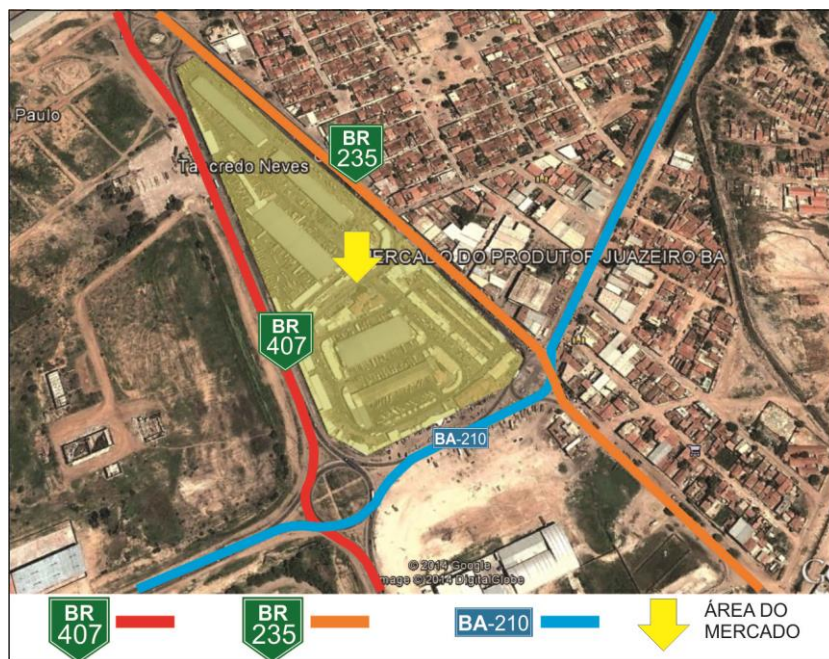 Paulo
Tancredo Neves
BR
235
ERCADO DO PRODUTOR JUAZEIRO BA
BR
407
BA-210
© 2014 Google
mage © 2014 DigitalGlobe
G
BR
407
BR
235
BA-210
ÁREA DO
MERCADO